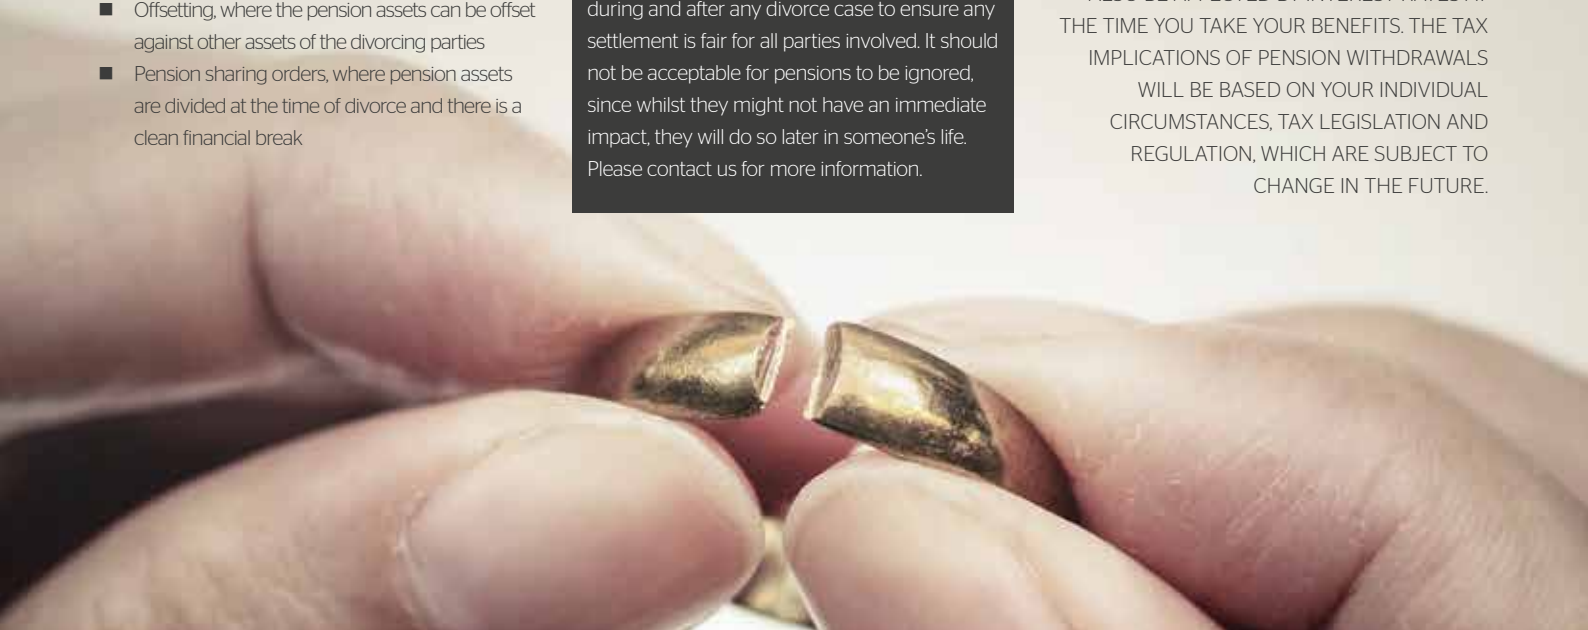 Offsetting, where the pension assets can be offset
against other assets of the divorcing parties
Pension sharing orders, where pension assets
are divided at the time of divorce and there is a
clean financial break
during and after any divorce case to ensure any
settlement is fair for all parties involved. It should
not be acceptable for pensions to be ignored,
since whilst they might not have an immediate
impact, they will do so later in someone's life.
Please contact us for more information.
THE TIME YOU TAKE YOUR BENEFITS. THE TAX
IMPLICATIONS OF PENSION WITHDRAWALS
WILL BE BASED ON YOUR INDIVIDUAL
CIRCUMSTANCES, TAX LEGISLATION AND
REGULATION, WHICH ARE SUBJECT TO
CHANGE IN THE FUTURE.